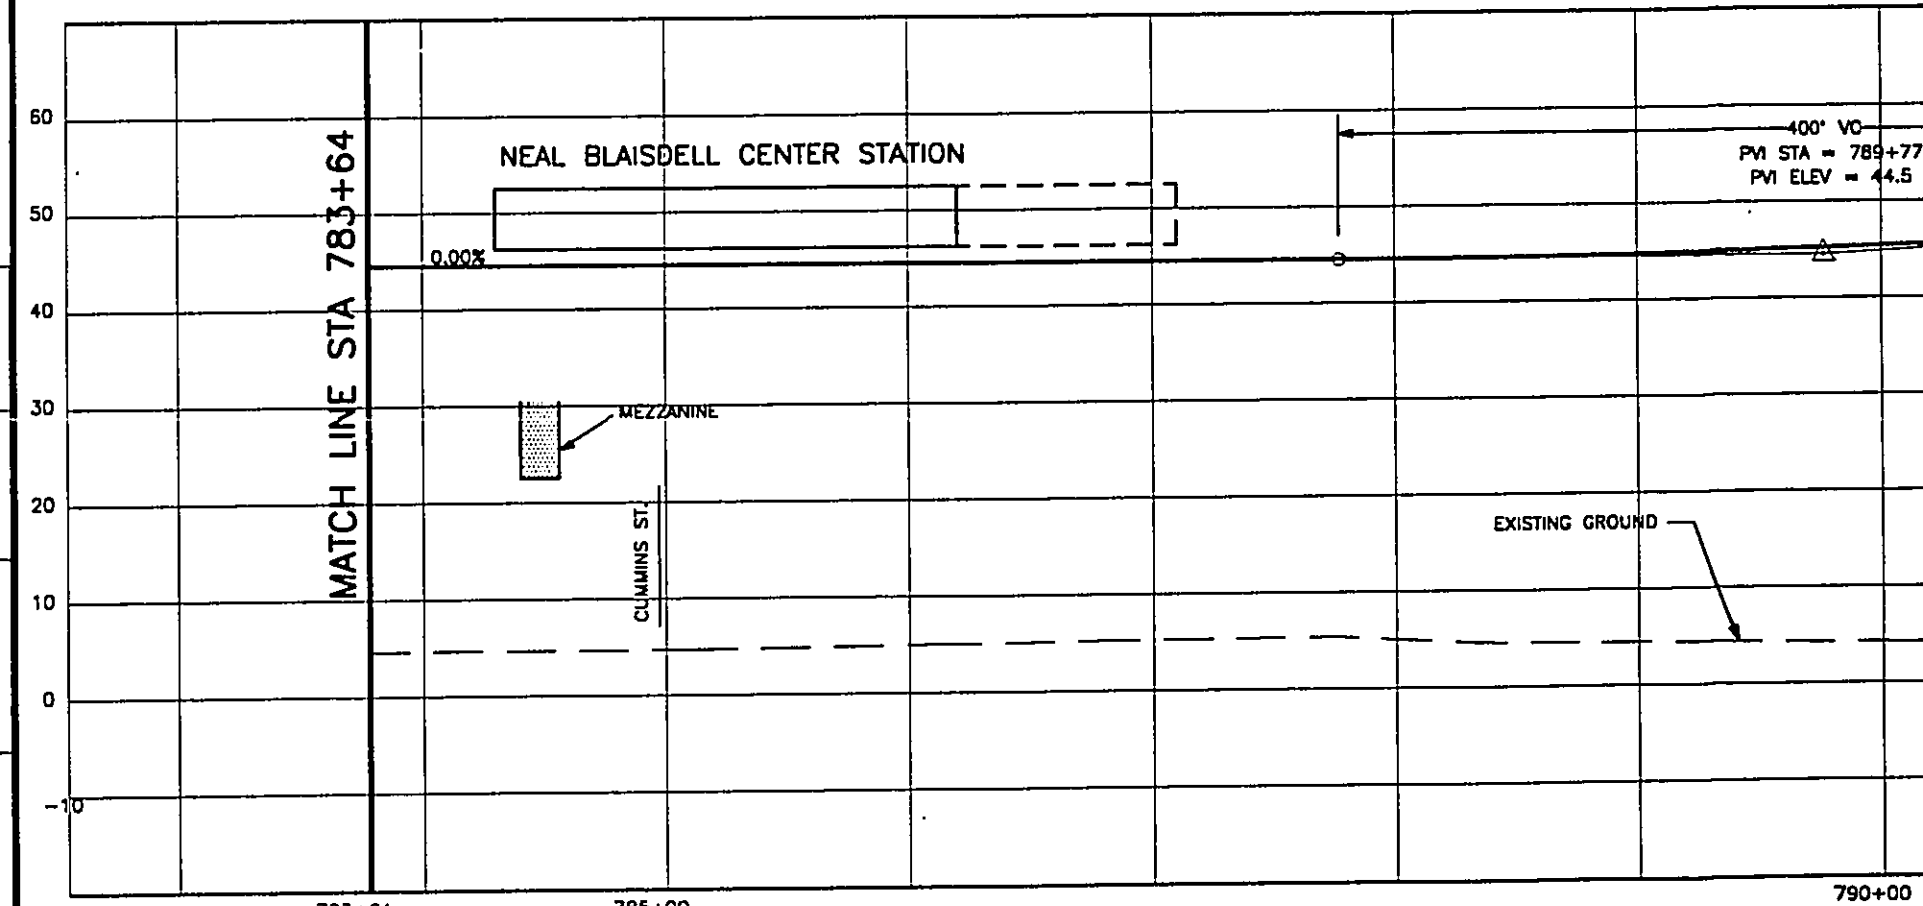 60
50
40
30
20
10
0
-10
MATCH LINE STA 783+64
NEAL BLAISDELL CENTER STATION
0.00%
MEZZANINE
CUMMINS ST.
400' VC
PVI STA = 789+77
PVI ELEV = 44.5
EXISTING GROUND
785+00
790+00